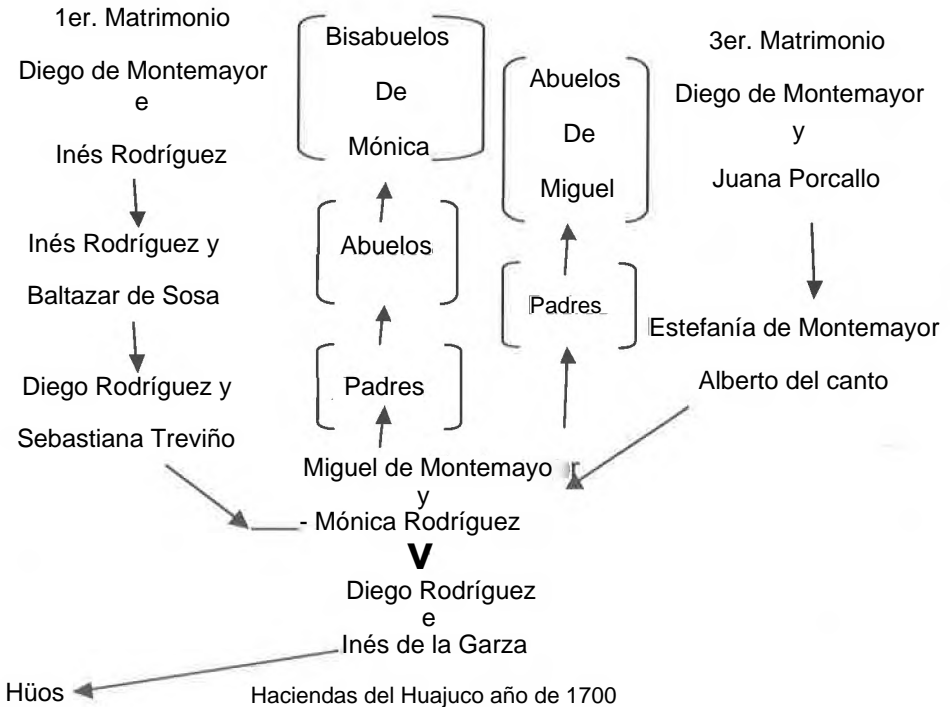 1er. Matrimonio
Diego de Montemayor
e
Inés Rodríguez
Inés Rodríguez y
Baltazar de Sosa
Diego Rodríguez y
Sebastiana Treviño
Bisabuelos
De
Mónica
Abuelos
Padres
Abuelos
De
Miguel
Padres
3er. Matrimonio
Diego de Montemayor
y
Juana Porcallo
Estefanía de Montemayor
Alberto del canto
Miguel de Montemayo r
y
- Mónica Rodríguez
V
Diego Rodríguez
e
Inés de la Garza
Hüos
Haciendas del Huajuco año de 1700